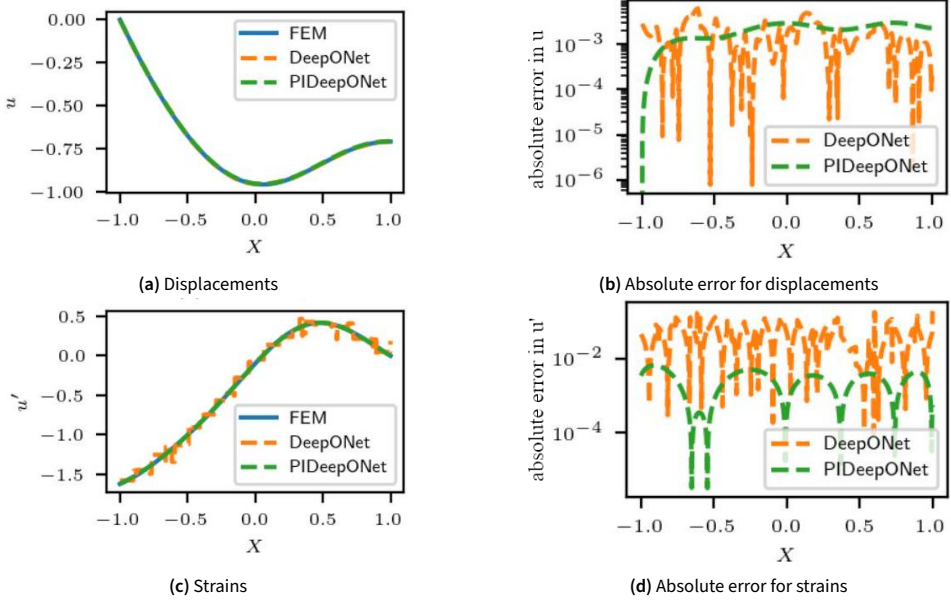 0.00
−0.25
−0.50
−0.75
−1.00
u
FEM
DeepONet
PIDeepONet
−1.0 −0.5 0.0 0.5 1.0
X
(a) Displacements
absolute error in u
10⁻³
10⁻⁴
10⁻⁵
10⁻⁶
DeepONet
PIDeepONet
−1.0 −0.5 0.0 0.5 1.0
X
(b) Absolute error for displacements
0.5
0.0
−0.5
−1.0
−1.5
u′
FEM
DeepONet
PIDeepONet
−1.0 −0.5 0.0 0.5 1.0
X
(c) Strains
absolute error in u'
10⁻²
10⁻⁴
DeepONet
PIDeepONet
−1.0 −0.5 0.0 0.5 1.0
X
(d) Absolute error for strains